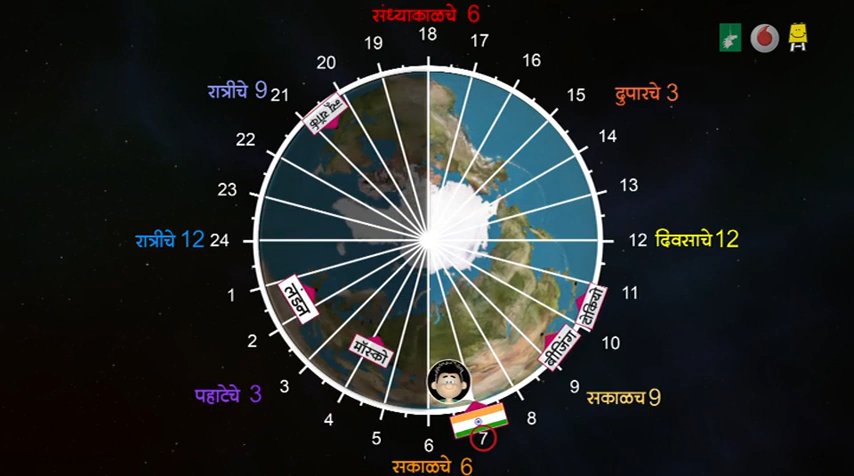 संध्याकाळचे 6
18
19
17
20
16
रात्रीचे 9
21
न्यू यॉर्क
15
दुपारचे 3
22
14
23
13
रात्रीचे 12
24
12
दिवसाचे 12
1
लंडन
टोकियो
11
2
मॉस्को
बीजिंग
10
पहाटेचे 3
3
9
सकाळच 9
4
8
5
7
6
सकाळचे 6